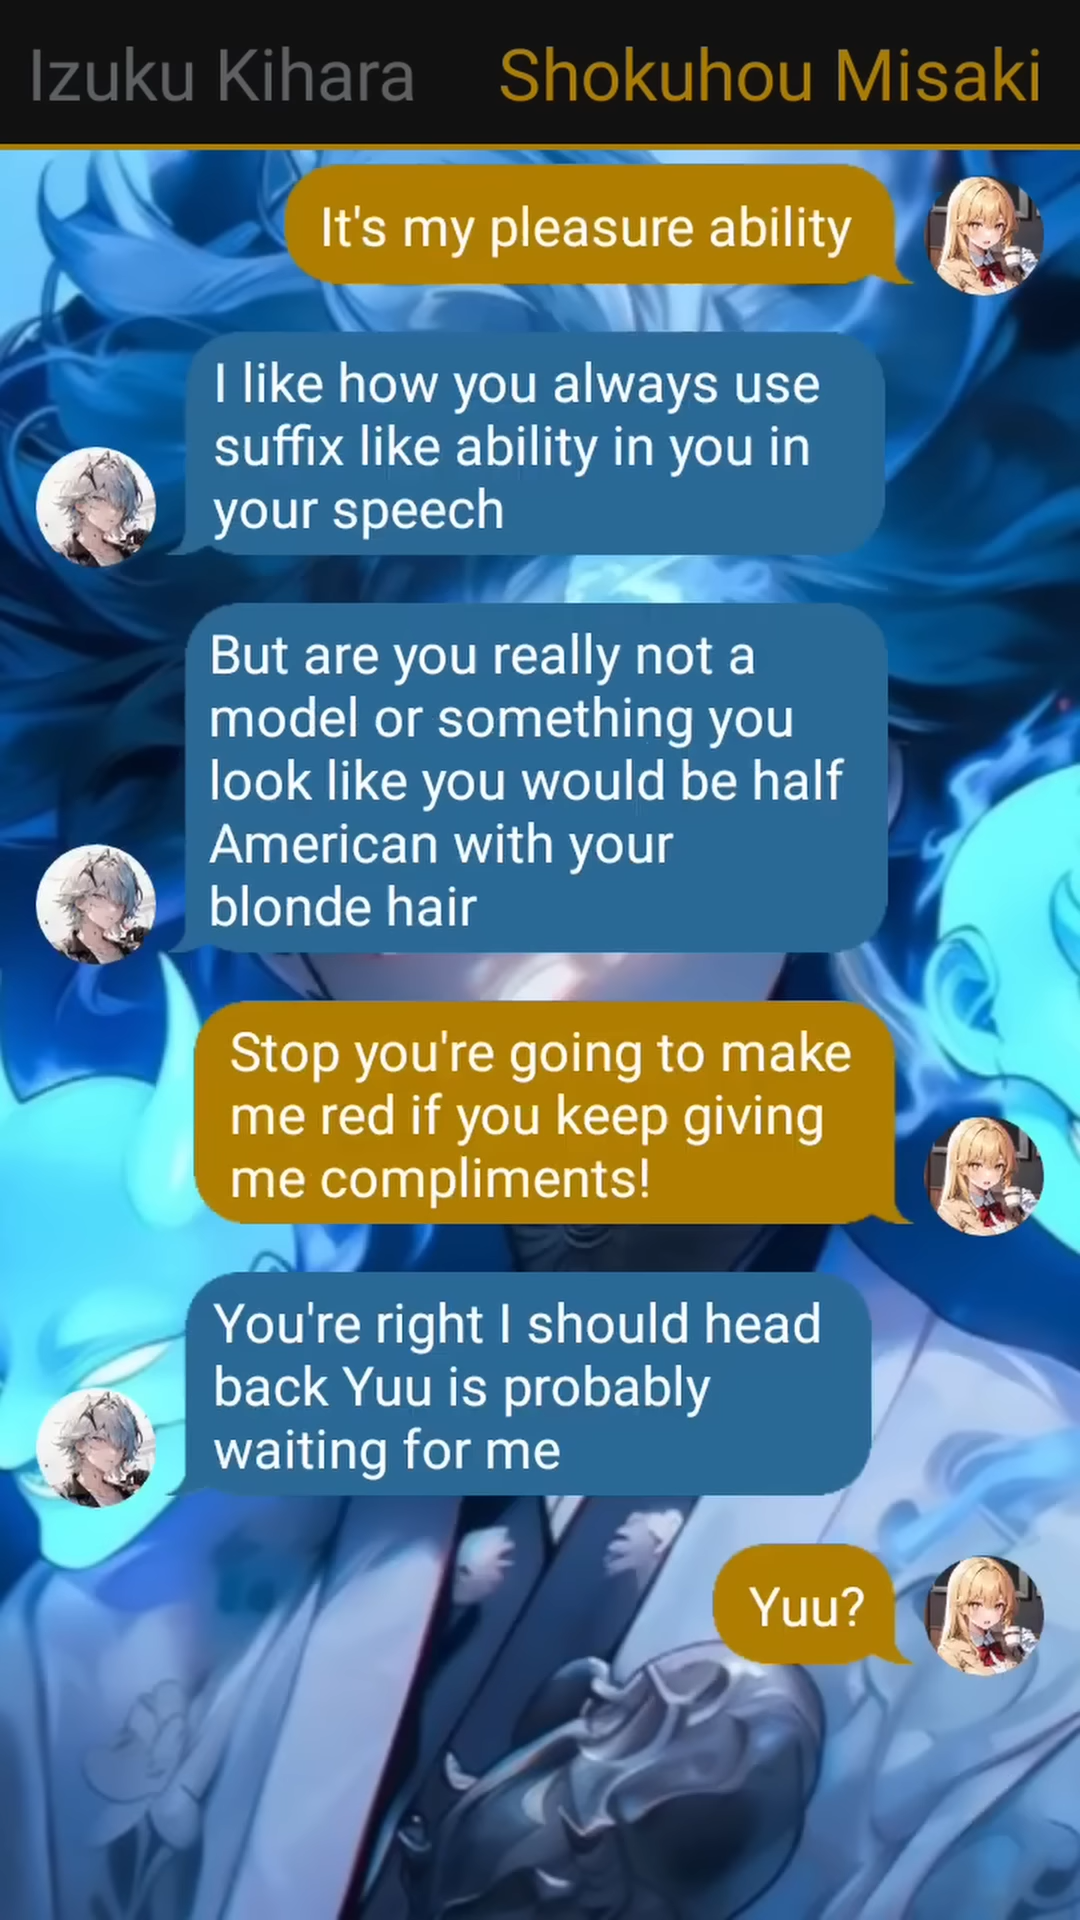 Izuku Kihara
Shokuhou Misaki
It's my pleasure ability
I like how you always use
suffix like ability in you in
your speech
But are you really not a
model or something you
look like you would be half
American with your
blonde hair
Stop you're going to make
me red if you keep giving
me compliments!
You're right I should head
back Yuu is probably
waiting for me
Yuu?